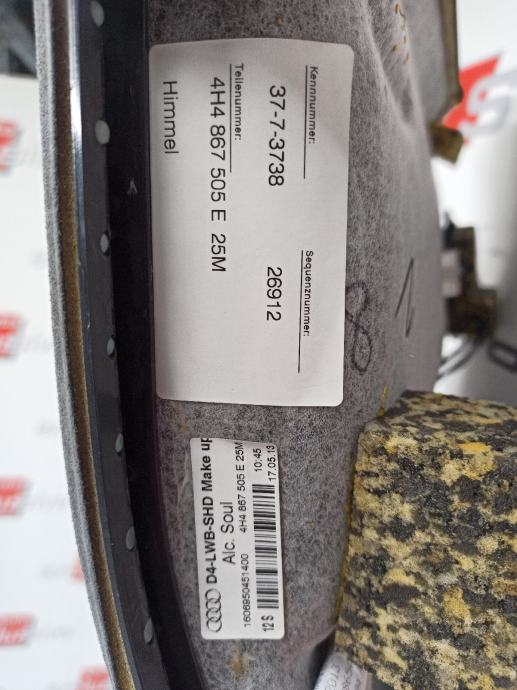 Kennnummer:
37-7-3738
Sequenznummer:
26912
Teilenummer:
4H4 867 505 E 25M
Himmel
D4-LWB-SHD Make up
Alc. Soul
1606950451400
4H4 867 505 E 25M
12S
10:45
17.05.13